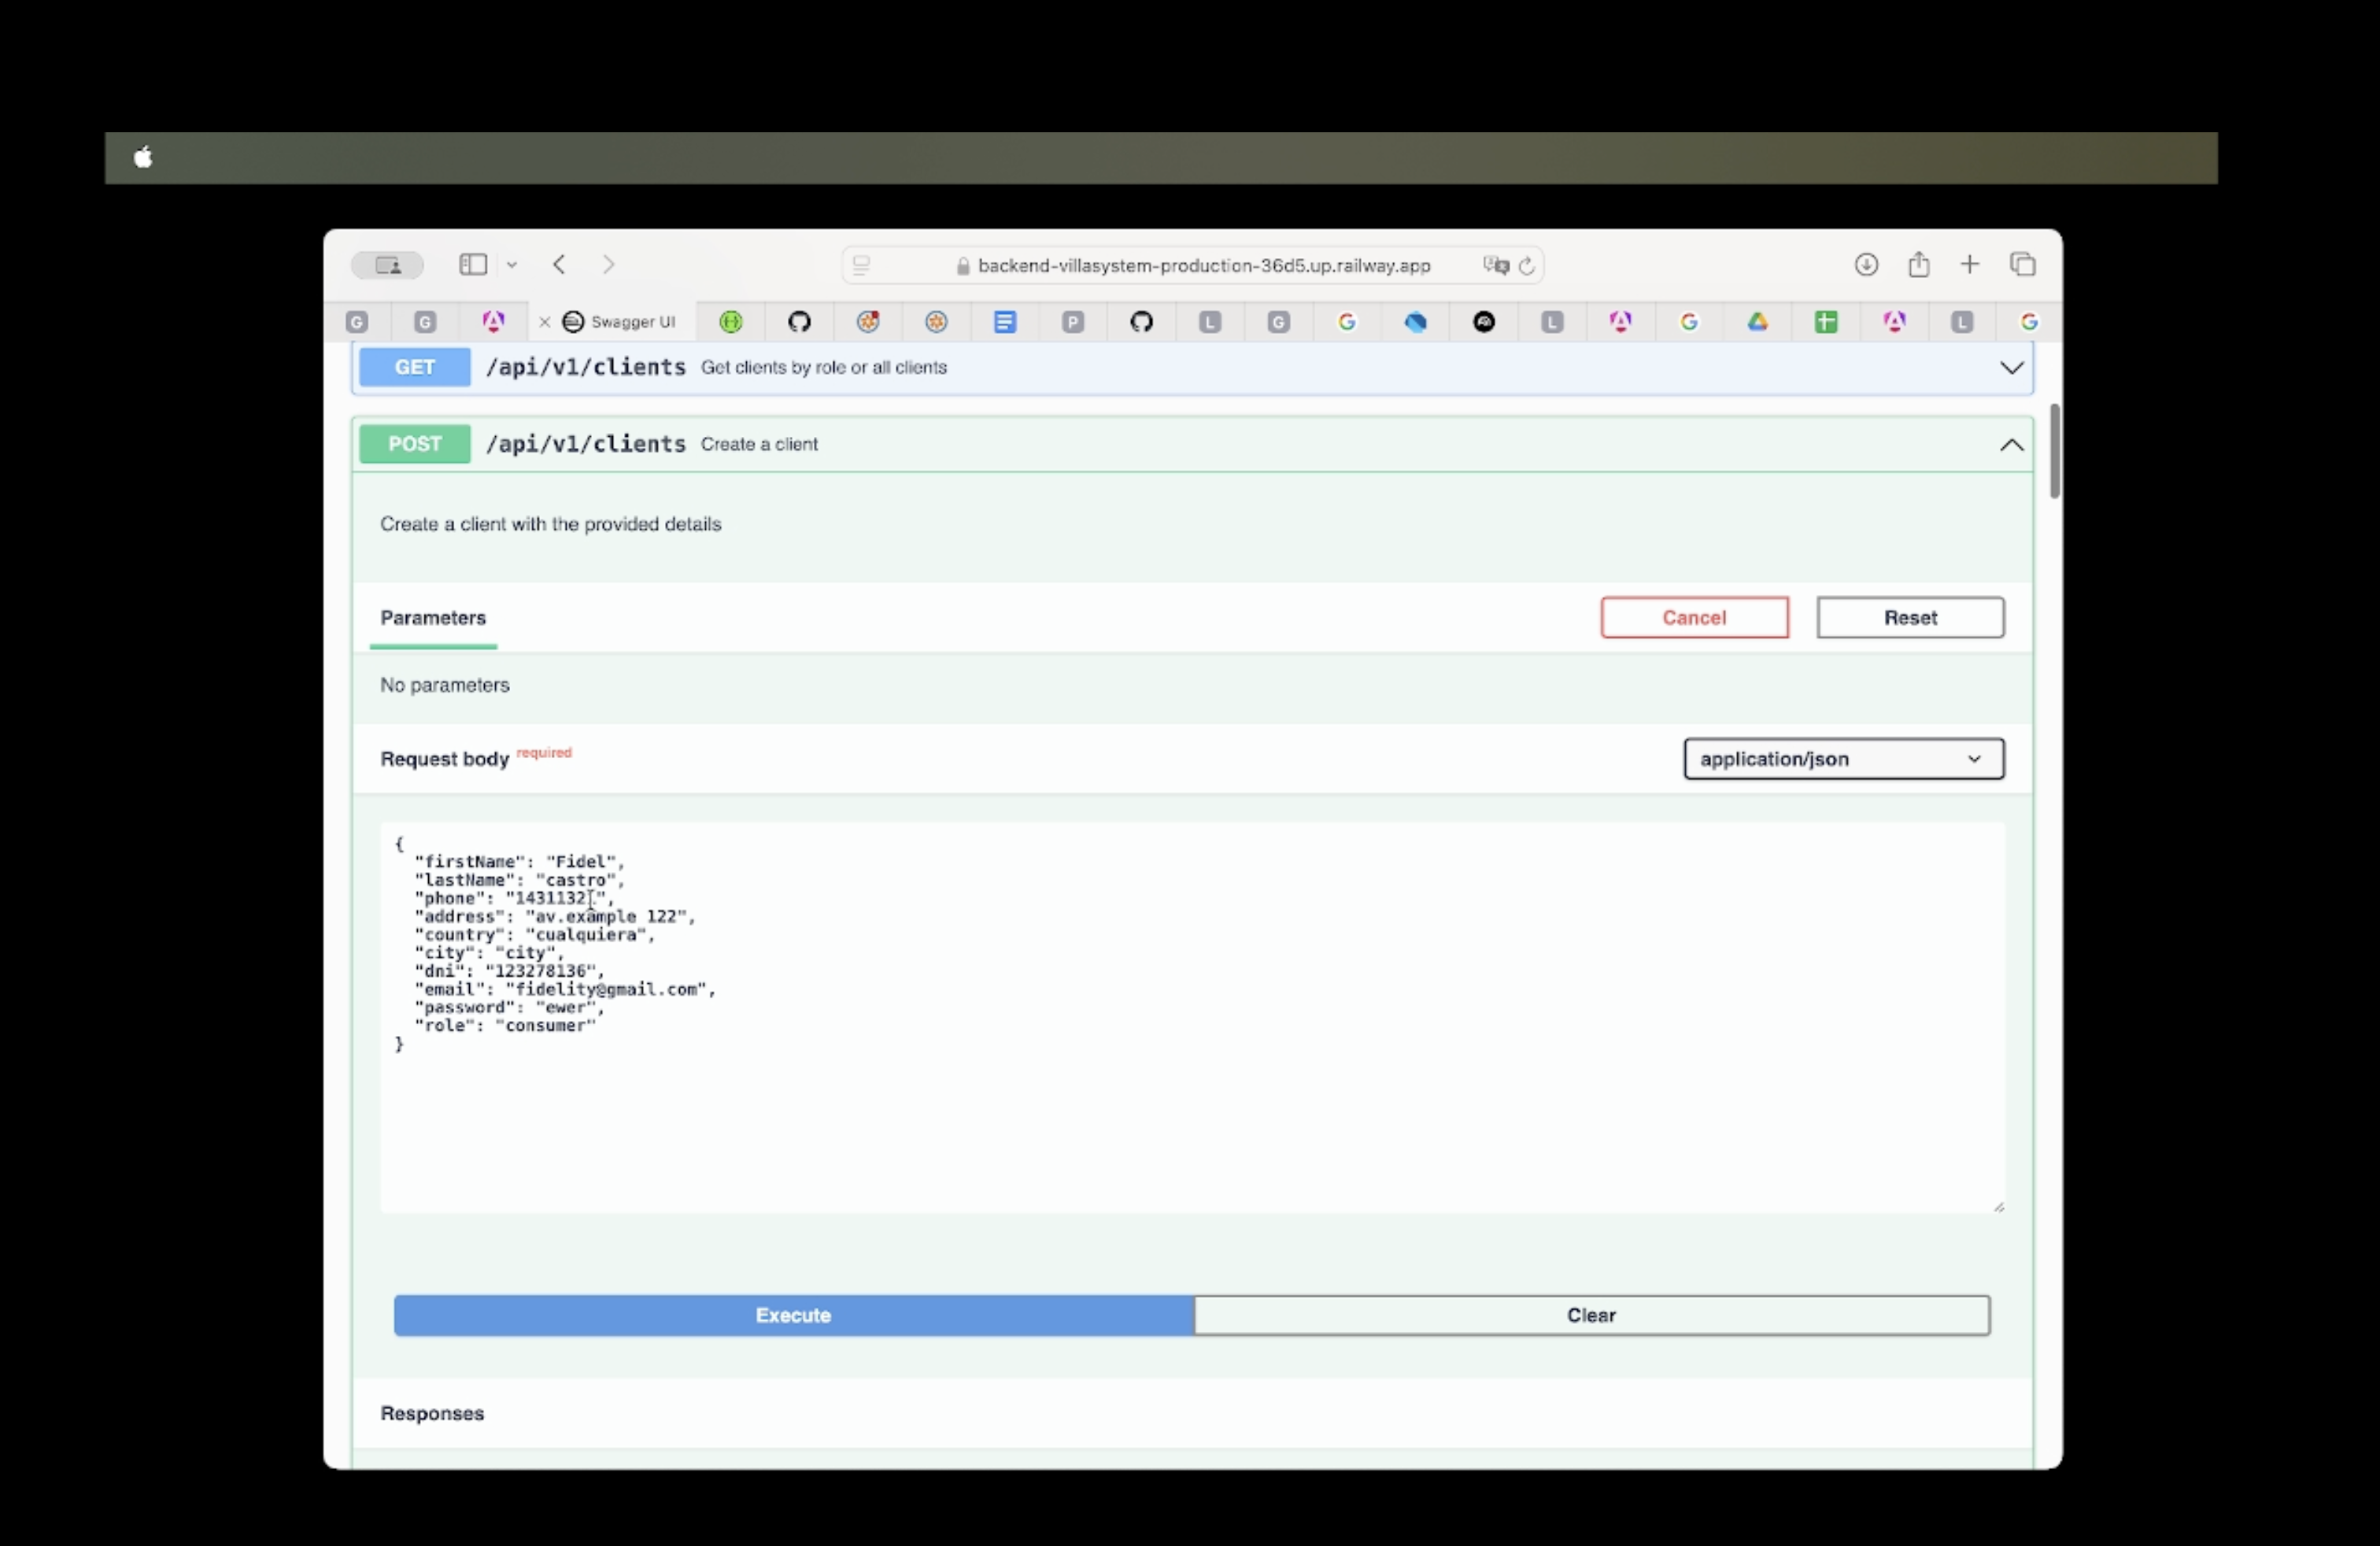 backend-villasystem-production-36d5.up.railway.app
G G Swagger UI P L G L L
GET /api/v1/clients Get clients by role or all clients
POST /api/v1/clients Create a client
Create a client with the provided details
Parameters
Cancel
Reset
No parameters
Request body required
application/json
{
"firstName": "Fidel",
"lastName": "castro",
"phone": 
"address": "av.example 122",
"country": "cualquiera",
"city": "city",
"dni": "123278136",
"email": "fidelity@gmail.com",
"password": "ewer",
"role": "consumer"
}
Execute
Clear
Responses